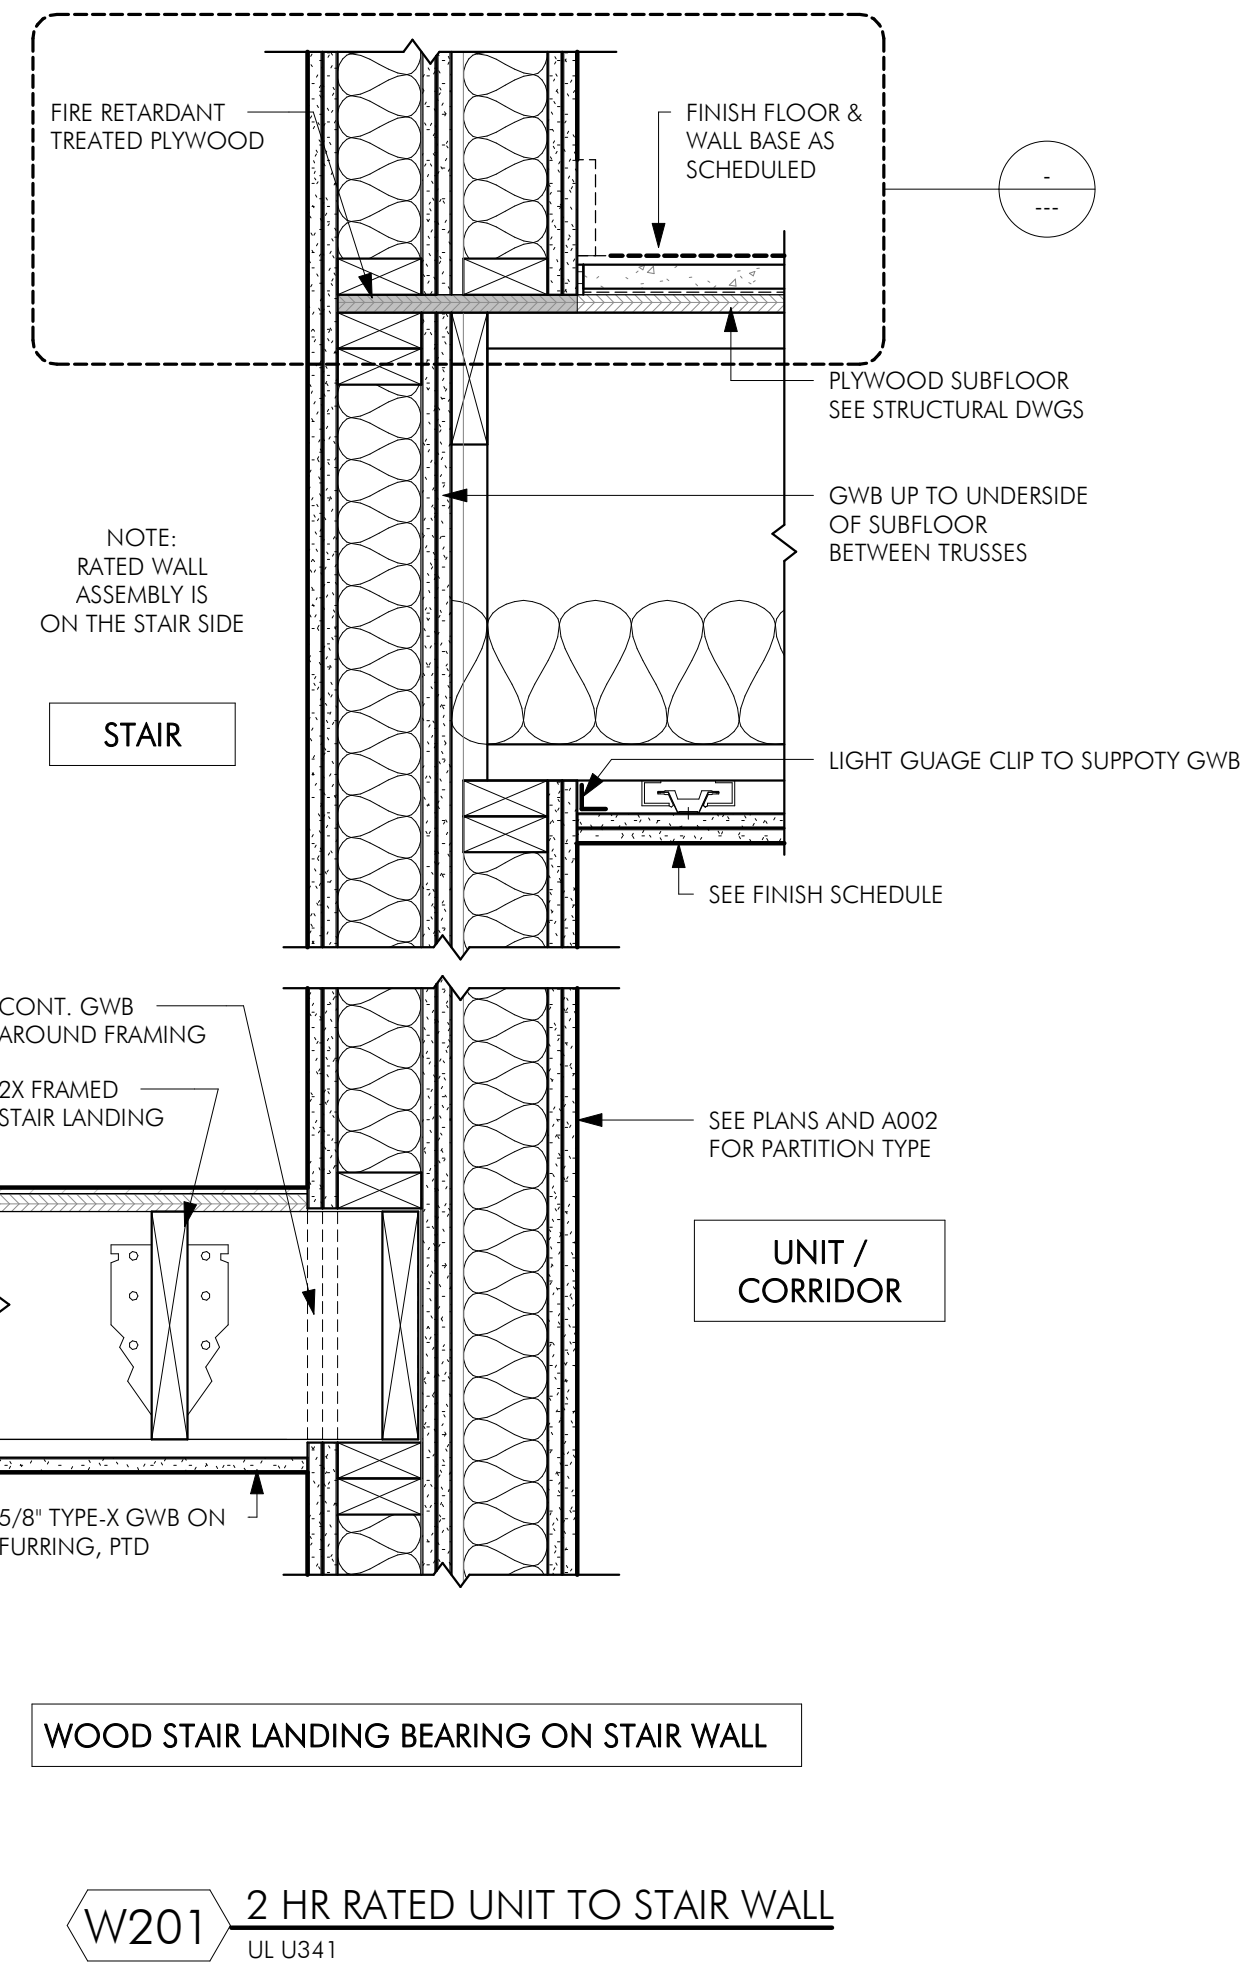 FIRE RETARDANT
TREATED PLYWOOD
FINISH FLOOR &
WALL BASE AS
SCHEDULED
-
---
PLYWOOD SUBFLOOR
SEE STRUCTURAL DWGS
GWB UP TO UNDERSIDE
OF SUBFLOOR
BETWEEN TRUSSES
NOTE:
RATED WALL
ASSEMBLY IS
ON THE STAIR SIDE
STAIR
LIGHT GUAGE CLIP TO SUPPOTY GWB
SEE FINISH SCHEDULE
CONT. GWB
AROUND FRAMING
2X FRAMED
STAIR LANDING
SEE PLANS AND A002
FOR PARTITION TYPE
UNIT /
CORRIDOR
5/8" TYPE-X GWB ON
FURRING, PTD
WOOD STAIR LANDING BEARING ON STAIR WALL
W201
2 HR RATED UNIT TO STAIR WALL
UL U341